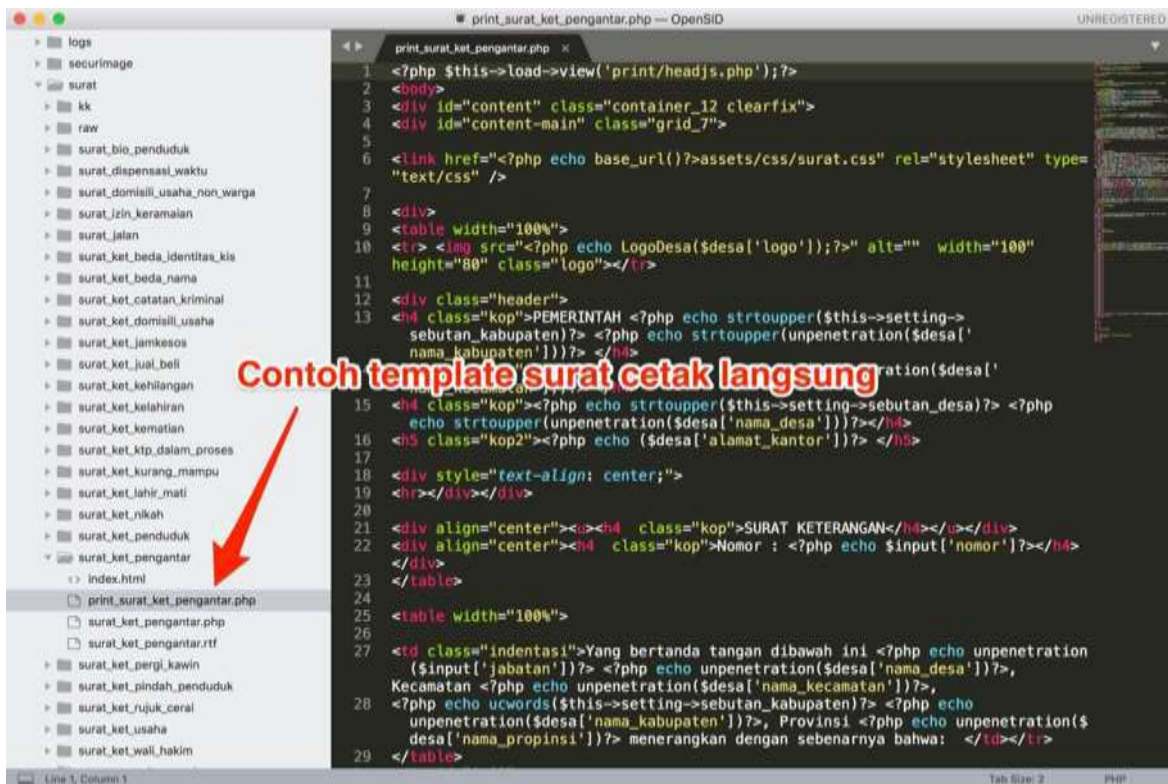 print_surat_ket_pengantar.php — OpenSID
UNREGISTERED
logs
securimage
surat
kk
raw
surat_bio_penduduk
surat_dispensasi_waktu
surat_domisili_usaha_non_warga
surat_izin_keramaian
surat_jalan
surat_ket_beda_identitas_kis
surat_ket_beda_nama
surat_ket_catatan_kriminal
surat_ket_domisili_usaha
surat_ket_jamkesos
surat_ket_jual_beli
surat_ket_kehilangan
surat_ket_kelahiran
surat_ket_kematian
surat_ket_ktp_dalam_proses
surat_ket_kurang_mampu
surat_ket_lahir_mati
surat_ket_nikah
surat_ket_penduduk
surat_ket_pengantar
index.html
print_surat_ket_pengantar.php
surat_ket_pengantar.php
surat_ket_pengantar.rtf
surat_ket_pergi_kawin
surat_ket_pindah_penduduk
surat_ket_rujuk_cerai
surat_ket_usaha
surat_ket_wali_hakim
print_surat_ket_pengantar.php ×
1 <?php $this->load->view('print/headjs.php');?>
2 <body>
3 <div id="content" class="container_12 clearfix">
4 <div id="content-main" class="grid_7">
5
6 <link href="<?php echo base_url()?>assets/css/surat.css" rel="stylesheet" type=
"text/css" />
7
8 <div>
9 <table width="100%">
10 <tr> <img src="<?php echo LogoDesa($desa['logo']);?>" alt="" width="100"
height="80" class="logo"></tr>
11
12 <div class="header">
13 <h4 class="kop">PEMERINTAH <?php echo strtoupper($this->setting->
sebutan_kabupaten)?> <?php echo strtoupper(unpenetration($desa['
nama_kabupaten']))?> </h4>
ration($desa['
Contoh template surat cetak langsung
15 <h4 class="kop"><?php echo strtoupper($this->setting->sebutan_desa)?> <?php
echo strtoupper(unpenetration($desa['nama_desa']))?></h4>
16 <h5 class="kop2"><?php echo ($desa['alamat_kantor'])?> </h5>
17
18 <div style="text-align: center;">
19 <hr></div></div>
20
21 <div align="center"><u><h4 class="kop">SURAT KETERANGAN</h4></u></div>
22 <div align="center"><h4 class="kop">Nomor : <?php echo $input['nomor']?></h4>
</div>
23 </table>
24
25 <table width="100%">
26
27 <td class="indentasi">Yang bertanda tangan dibawah ini <?php echo unpenetration
($input['jabatan'])?> <?php echo unpenetration($desa['nama_desa'])?>,
Kecamatan <?php echo unpenetration($desa['nama_kecamatan'])?>,
28 <?php echo ucwords($this->setting->sebutan_kabupaten)?> <?php echo
unpenetration($desa['nama_kabupaten'])?>, Provinsi <?php echo unpenetration($
desa['nama_propinsi'])?> menerangkan dengan sebenarnya bahwa: </td></tr>
29 </table>
Line 1, Column 1
Tab Size: 2
PHP